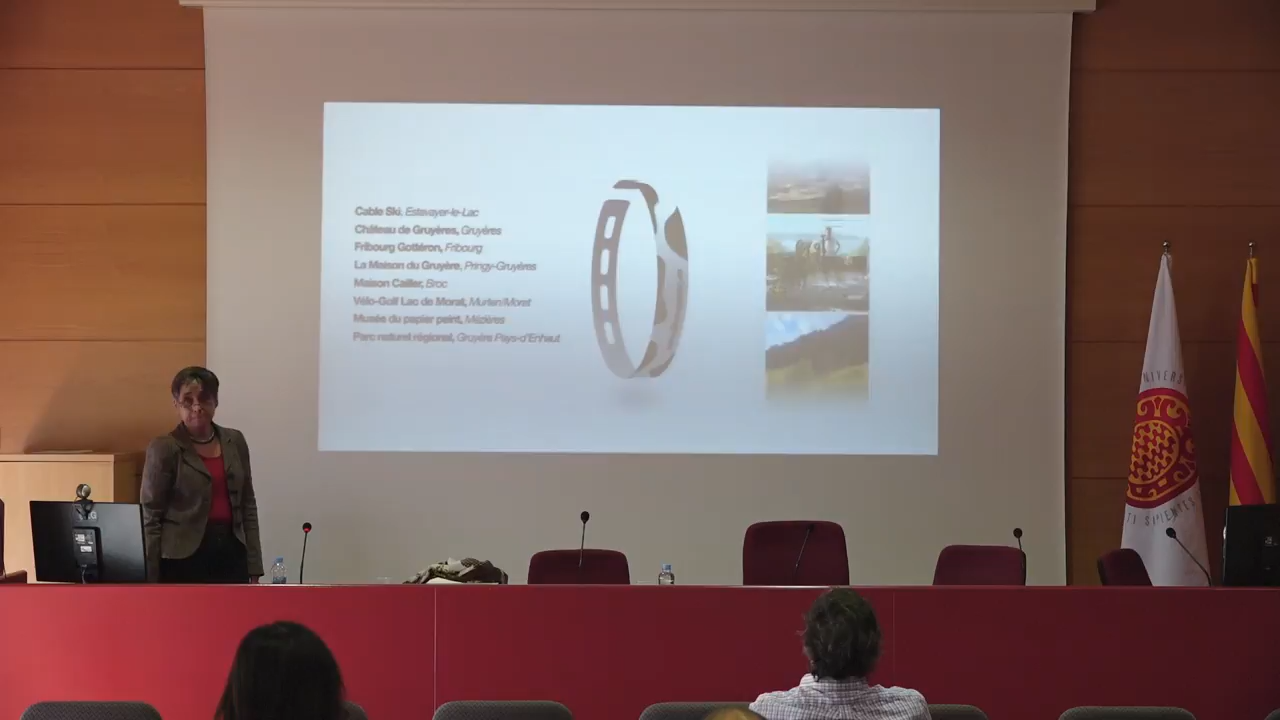 Cable Ski, Estavayer-le-Lac
Château de Gruyères, Gruyères
Fribourg Gottéron, Fribourg
La Maison du Gruyère, Pringy-Gruyères
Maison Cailler, Broc
Vélo-Golf Lac de Morat, Murten/Morat
Musée du papier peint, Mézières
Parc naturel régional, Gruyère Pays-d'Enhaut